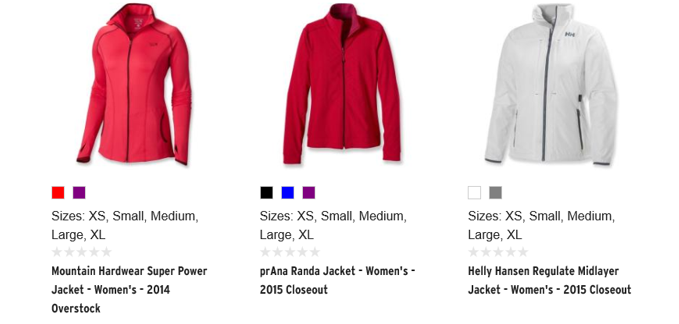 HH
Sizes: XS, Small, Medium,
Large, XL
Mountain Hardwear Super Power
Jacket - Women's - 2014
Overstock
Sizes: XS, Small, Medium,
Large, XL
prAna Randa Jacket - Women's -
2015 Closeout
Sizes: XS, Small, Medium,
Large, XL
Helly Hansen Regulate Midlayer
Jacket - Women's - 2015 Closeout